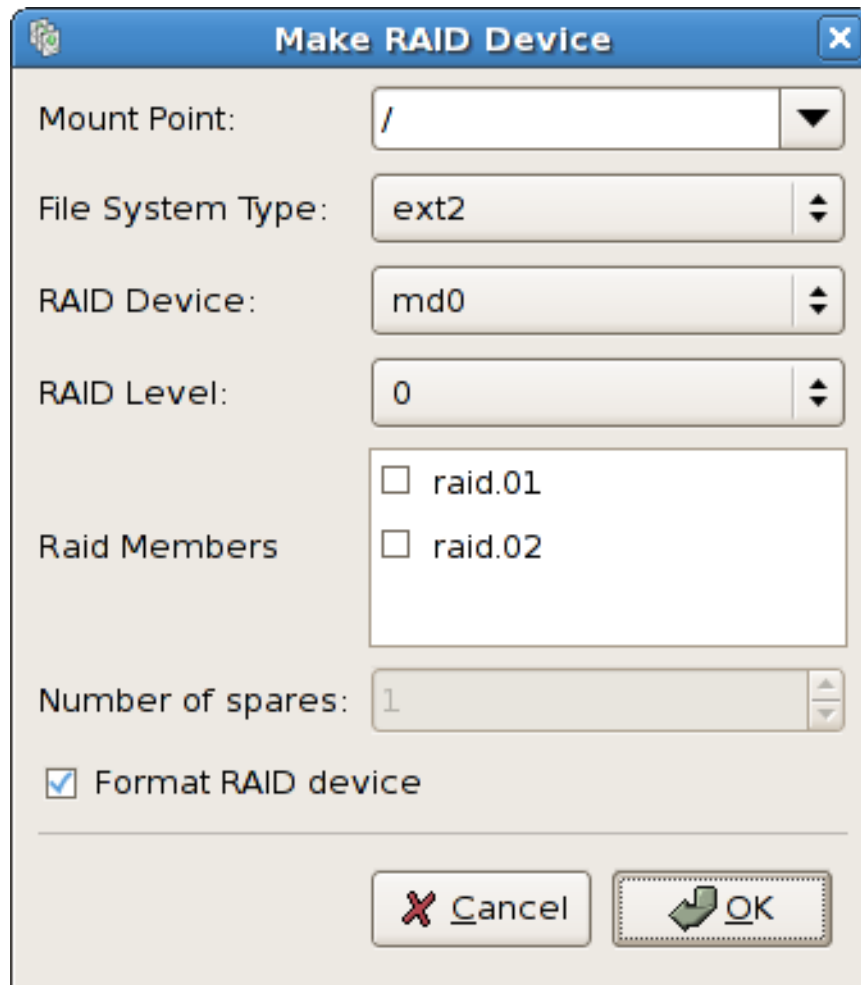 Make RAID Device
Mount Point: /
File System Type: ext2
RAID Device: md0
RAID Level: 0
raid.01
Raid Members raid.02
Number of spares: 1
Format RAID device
Cancel OK